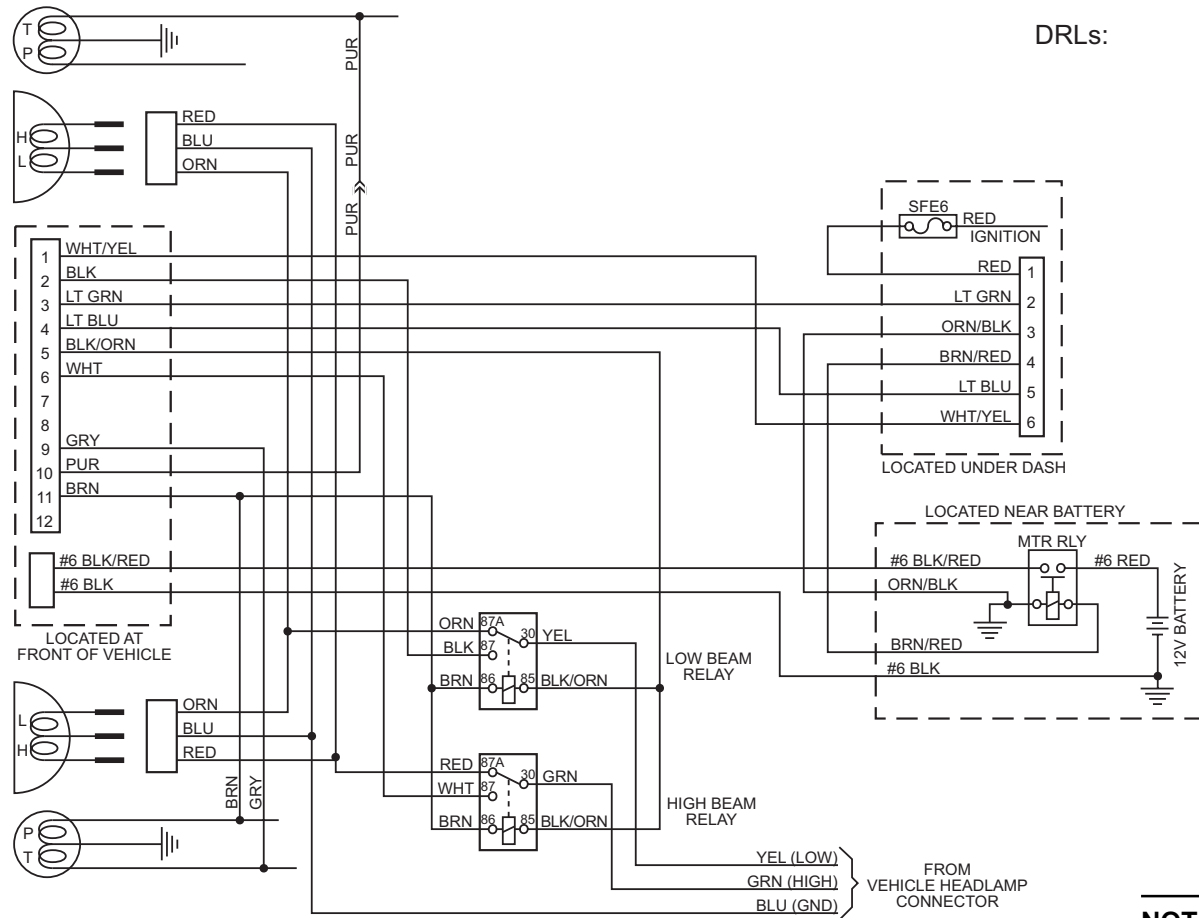 DRLs:
T
P
PUR
PUR
PUR
H
L
RED
BLU
ORN
1 WHT/YEL
2 BLK
3 LT GRN
4 LT BLU
5 BLK/ORN
6 WHT
7
8
9 GRY
10 PUR
11 BRN
12
#6 BLK/RED
#6 BLK
LOCATED AT
FRONT OF VEHICLE
SFE6
RED
IGNITION
RED 1
LT GRN 2
ORN/BLK 3
BRN/RED 4
LT BLU 5
WHT/YEL 6
LOCATED UNDER DASH
LOCATED NEAR BATTERY
MTR RLY
#6 BLK/RED
#6 RED
ORN/BLK
BRN/RED
#6 BLK
12V BATTERY
ORN 87A 30 YEL
BLK 87
BRN 86 85 BLK/ORN
LOW BEAM
RELAY
L
H
ORN
BLU
RED
BRN
GRY
P
T
RED 87A 30 GRN
WHT 87
BRN 86 85 BLK/ORN
HIGH BEAM
RELAY
YEL (LOW)
GRN (HIGH)
BLU (GND)
FROM
VEHICLE HEADLAMP
CONNECTOR